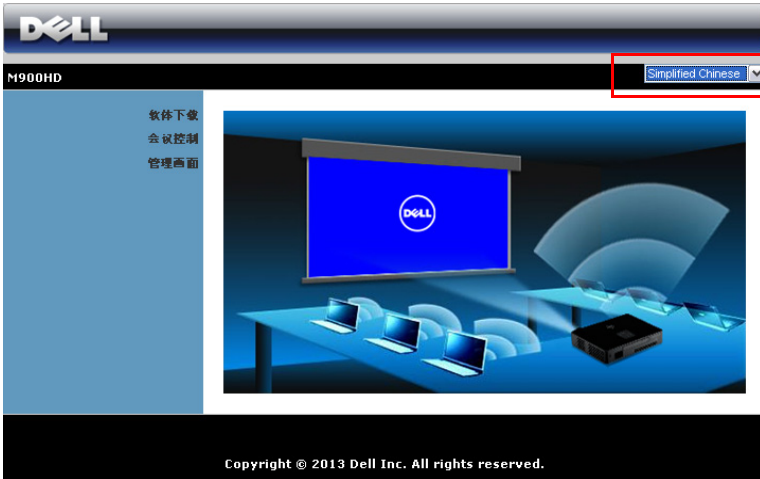 DELL
M900HD
Simplified Chinese
软体下载
会议控制
管理画面
DELL
Copyright © 2013 Dell Inc. All rights reserved.